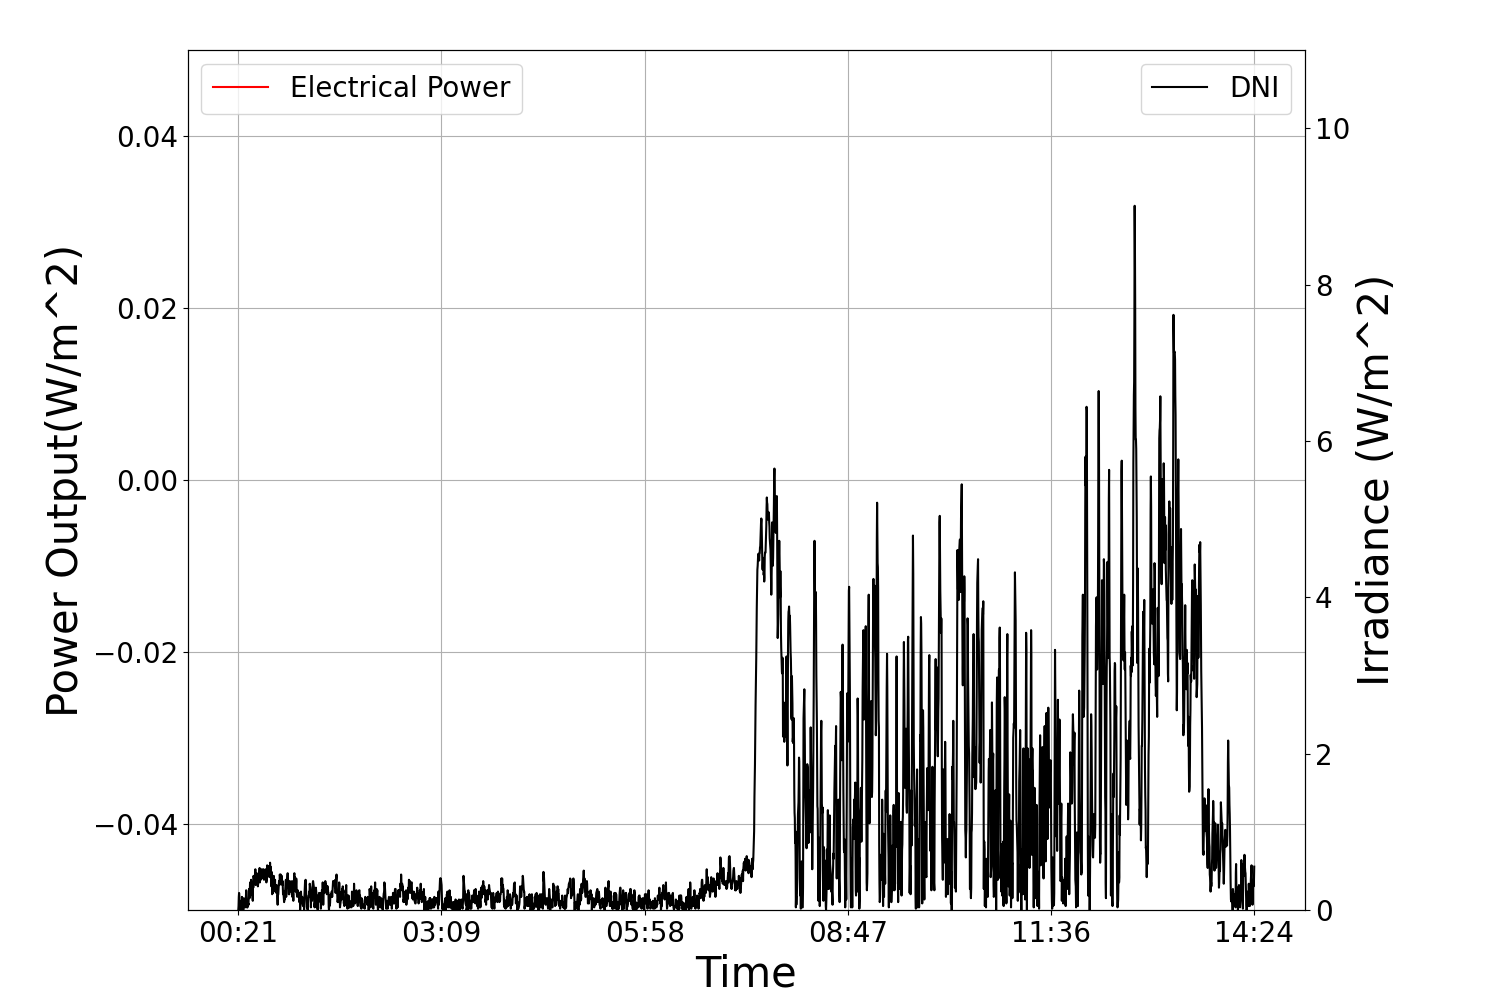 Electrical Power
DNI
Power Output(W/m^2)
0.04
0.02
0.00
−0.02
−0.04
10
8
6
4
2
0
Irradiance (W/m^2)
00:21 03:09 05:58 08:47 11:36 14:24
Time